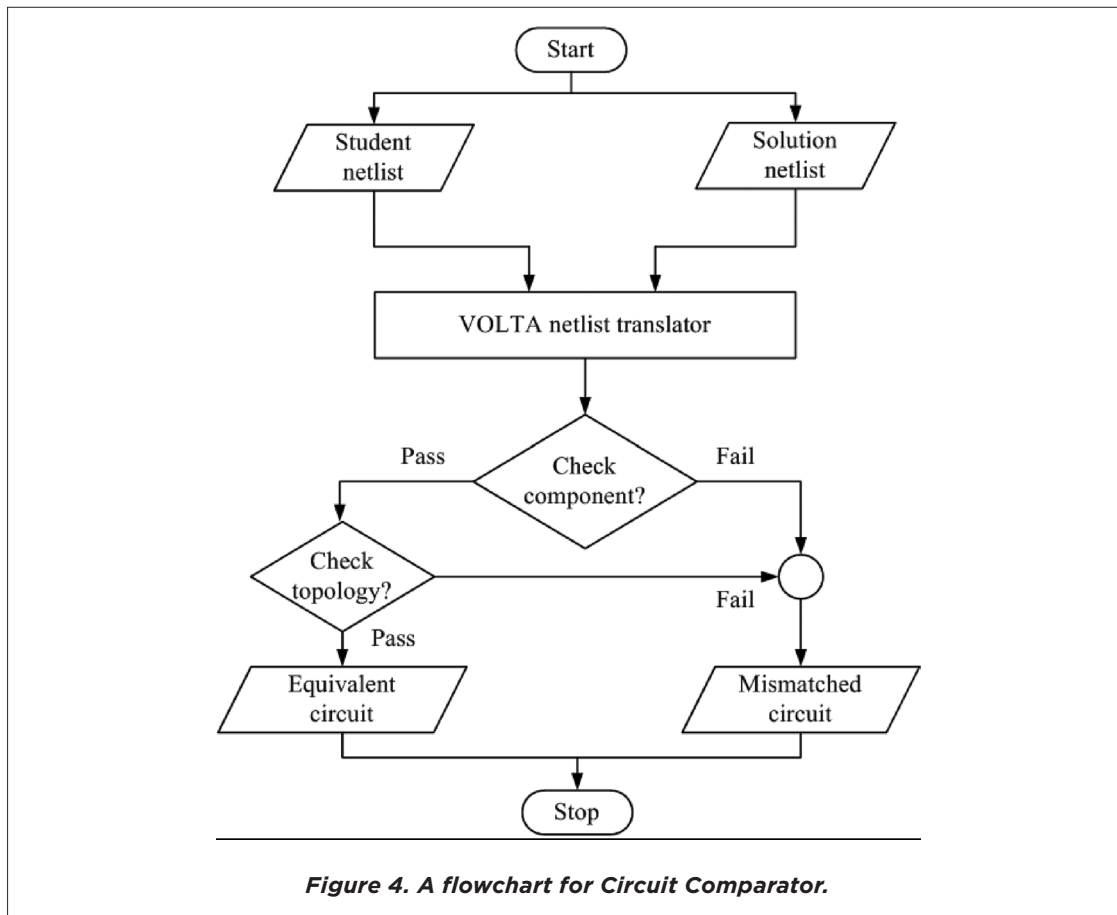 Start
Student
netlist
Solution
netlist
VOLTA netlist translator
Pass
Check
component?
Fail
Check
topology?
Fail
Pass
Equivalent
circuit
Mismatched
circuit
Stop
Figure 4. A flowchart for Circuit Comparator.